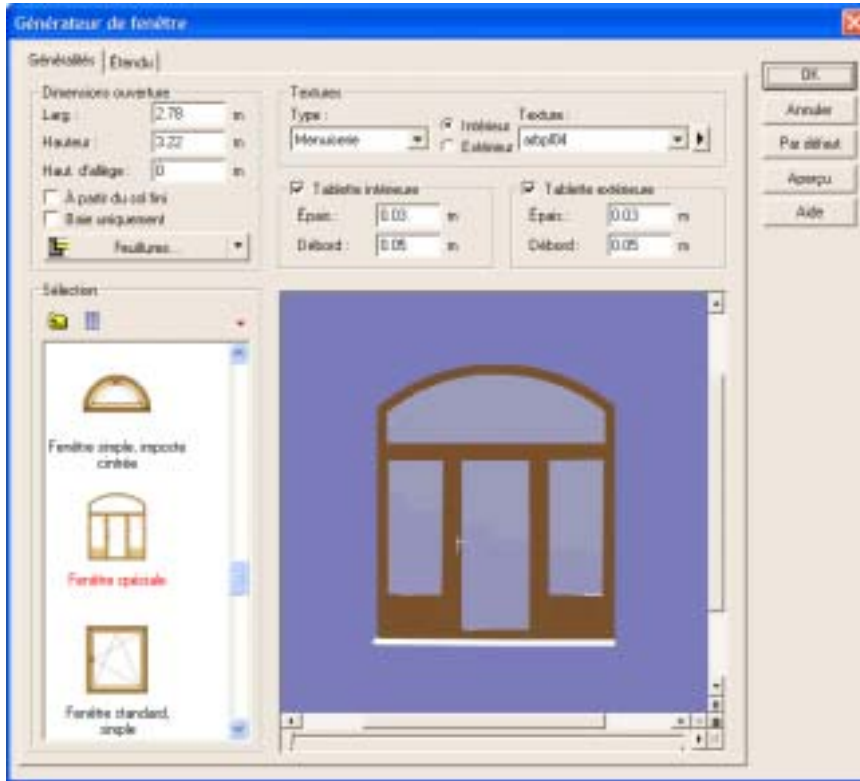 Générateur de fenêtre
Généralités Étendu
Dimensions ouverture
Larg : 2.78 m
Hauteur : 3.22 m
Haut. d'allège : 0 m
À partir du sol fini
Baie uniquement
Feuillures...
Textures
Type :
Menuiserie
Intérieur
Extérieur
Texture :
Tablette intérieure
Épais : 0.03 m
Débord : 0.05 m
Tablette extérieure
Épais : 0.03 m
Débord : 0.05 m
OK
Annuler
Par défaut
Aperçu
Aide
Sélection
Fenêtre simple, imposte
cintrée
Fenêtre spéciale
Fenêtre standard,
simple